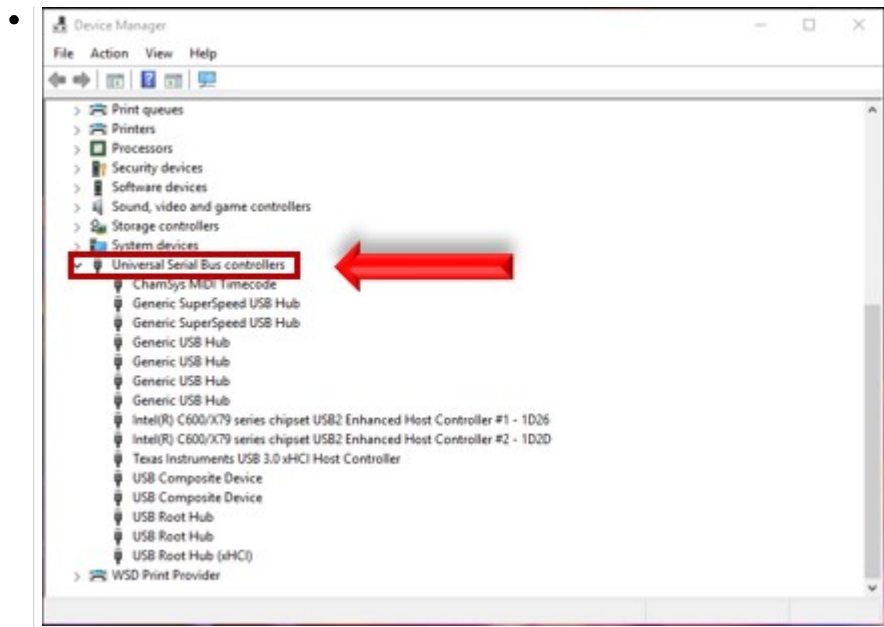 Device Manager
File Action View Help
Print queues
Printers
Processors
Security devices
Software devices
Sound, video and game controllers
Storage controllers
System devices
Universal Serial Bus controllers
ChamSys MIDI Timecode
Generic SuperSpeed USB Hub
Generic SuperSpeed USB Hub
Generic USB Hub
Generic USB Hub
Generic USB Hub
Generic USB Hub
Intel(R) C600/X79 series chipset USB2 Enhanced Host Controller #1 - 1D26
Intel(R) C600/X79 series chipset USB2 Enhanced Host Controller #2 - 1D2D
Texas Instruments USB 3.0 xHCI Host Controller
USB Composite Device
USB Composite Device
USB Root Hub
USB Root Hub
USB Root Hub (xHCI)
WSD Print Provider